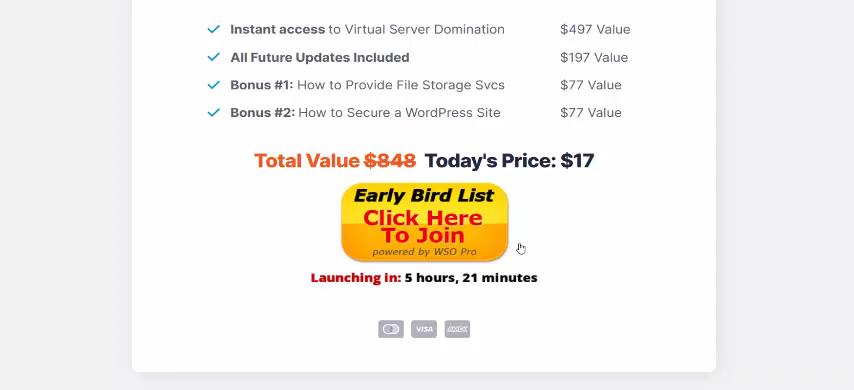 Instant access to Virtual Server Domination $497 Value
All Future Updates Included $197 Value
Bonus #1: How to Provide File Storage Svcs $77 Value
Bonus #2: How to Secure a WordPress Site $77 Value
Total Value $848 Today's Price: $17
Early Bird List
Click Here
To Join
powered by WSO Pro
Launching in: 5 hours, 21 minutes
VISA
AMEX